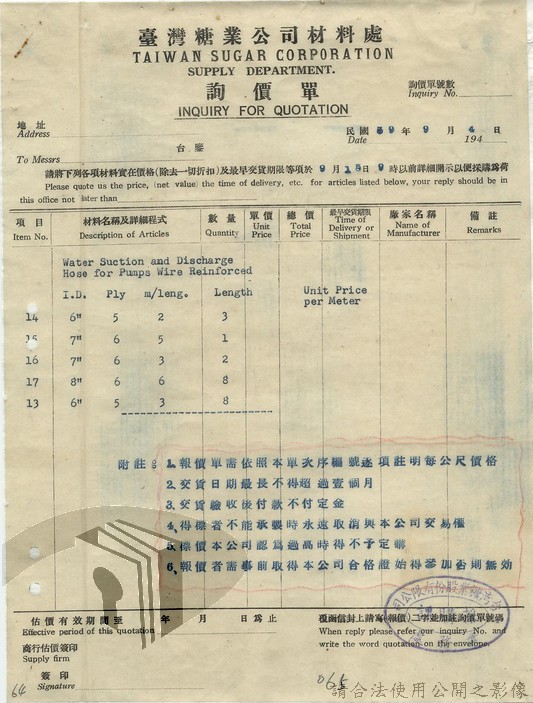 臺灣糖業公司材料處
TAIWAN SUGAR CORPORATION
SUPPLY DEPARTMENT.
詢價單
INQUIRY FOR QUOTATION
詢價單號數
Inquiry No.
地址
Address
民國 39年 9月 4日
Date 194
台鑒
To Messrs
請將下列各項材料實在價格(除去一切折扣)及最早交貨期限等項於 9月15日9時以前詳細開示以便採購為荷
Please quote us the price, (net value) the time of delivery, etc. for articles listed below, your reply should be in
this office not later than
項目 材料名稱及詳細程式 數量 單價 總價 最早交貨期限 廠家名稱 備註
Item No. Description of Articles Quantity Unit Price Total Price Time of Delivery or Shipment Name of Manufacturer Remarks
Water Suction and Discharge
Hose for Pumps Wire Reinforced
I.D. Ply m/leng. Length Unit Price per Meter
14 6" 5 2 3
15 7" 6 5 1
16 7" 6 3 2
17 8" 6 6 8
13 6" 5 3 8
附註: 1.報價單需依照本單次序編號逐項註明每公尺價格
2.交貨日期最長不得超過壹個月
3.交貨驗收後付款不付定金
4.得標者不能承製時永遠取消與本公司交易權
5.標價本公司認為過高時得不予定購
6.報價者需事前取得本公司合格證始得參加否則無効
估價有效期間至 年 月 日為止
Effective period of this quotation
覆函信封上請寫(報價)二字並加註詢價單號碼
When reply please refer our inquiry No. and
write the word quotation on the envelope.
商行估價簽印
Supply firm
簽印
Signature
64
065
請合法使用公開之影像